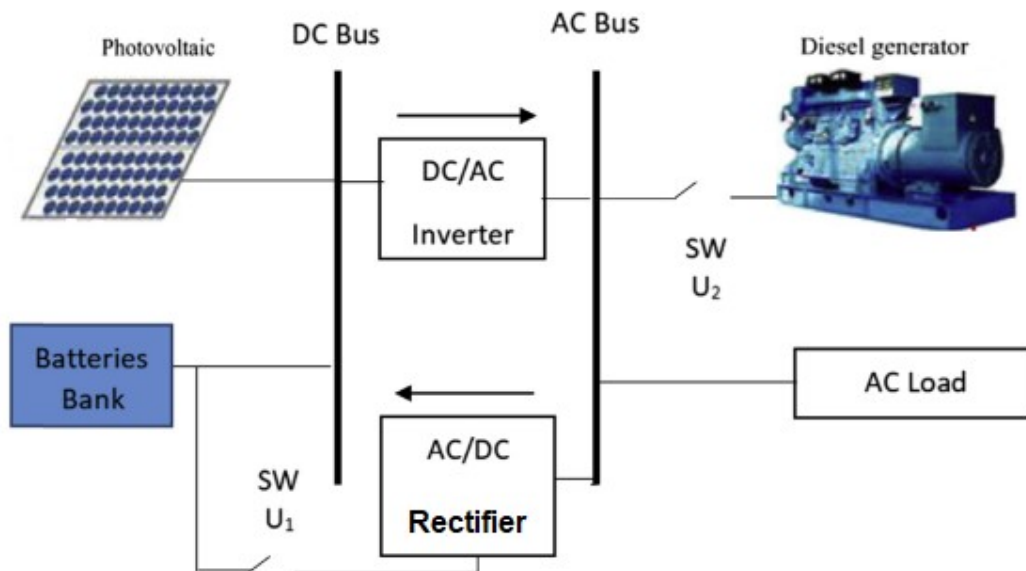 Photovoltaic
DC Bus
AC Bus
Diesel generator
DC/AC
Inverter
SW
U₂
Batteries
Bank
AC Load
AC/DC
Rectifier
SW
U₁